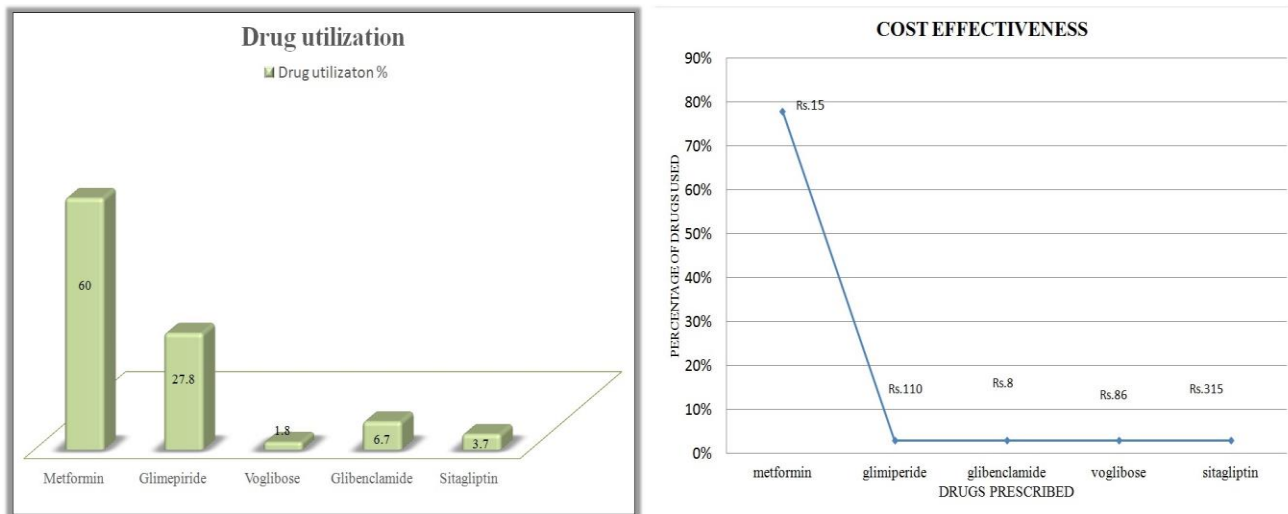 Drug utilization
Drug utilizaton %
60
27.8
1.8
6.7
3.7
Metformin Glimepiride Voglibose Glibenclamide Sitagliptin
COST EFFECTIVENESS
PERCENTAGE OF DRUGS USED
90%
80%
70%
60%
50%
40%
30%
20%
10%
0%
Rs.15
Rs.110
Rs.8
Rs.86
Rs.315
metformin glimiperide glibenclamide voglibose sitagliptin
DRUGS PRESCRIBED